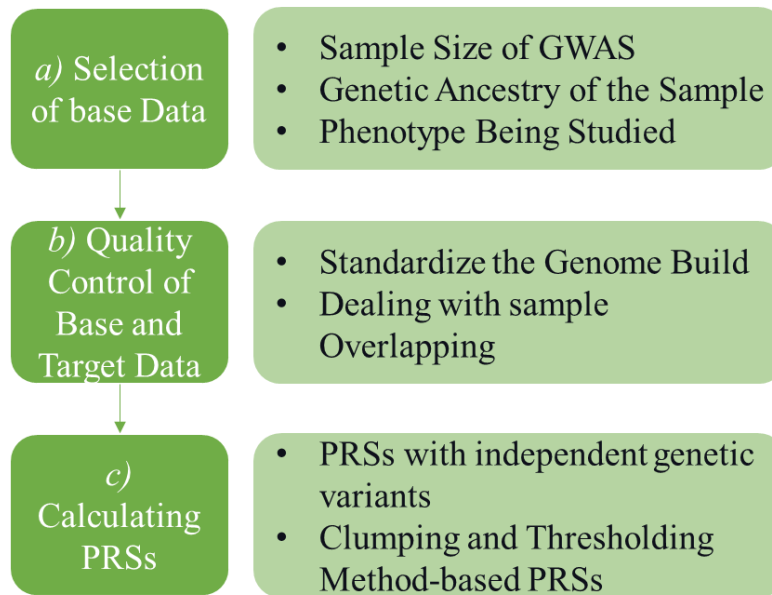 a) Selection
of base Data
• Sample Size of GWAS
• Genetic Ancestry of the Sample
• Phenotype Being Studied
b) Quality
Control of
Base and
Target Data
• Standardize the Genome Build
• Dealing with sample
Overlapping
c)
Calculating
PRSs
• PRSs with independent genetic
variants
• Clumping and Thresholding
Method-based PRSs